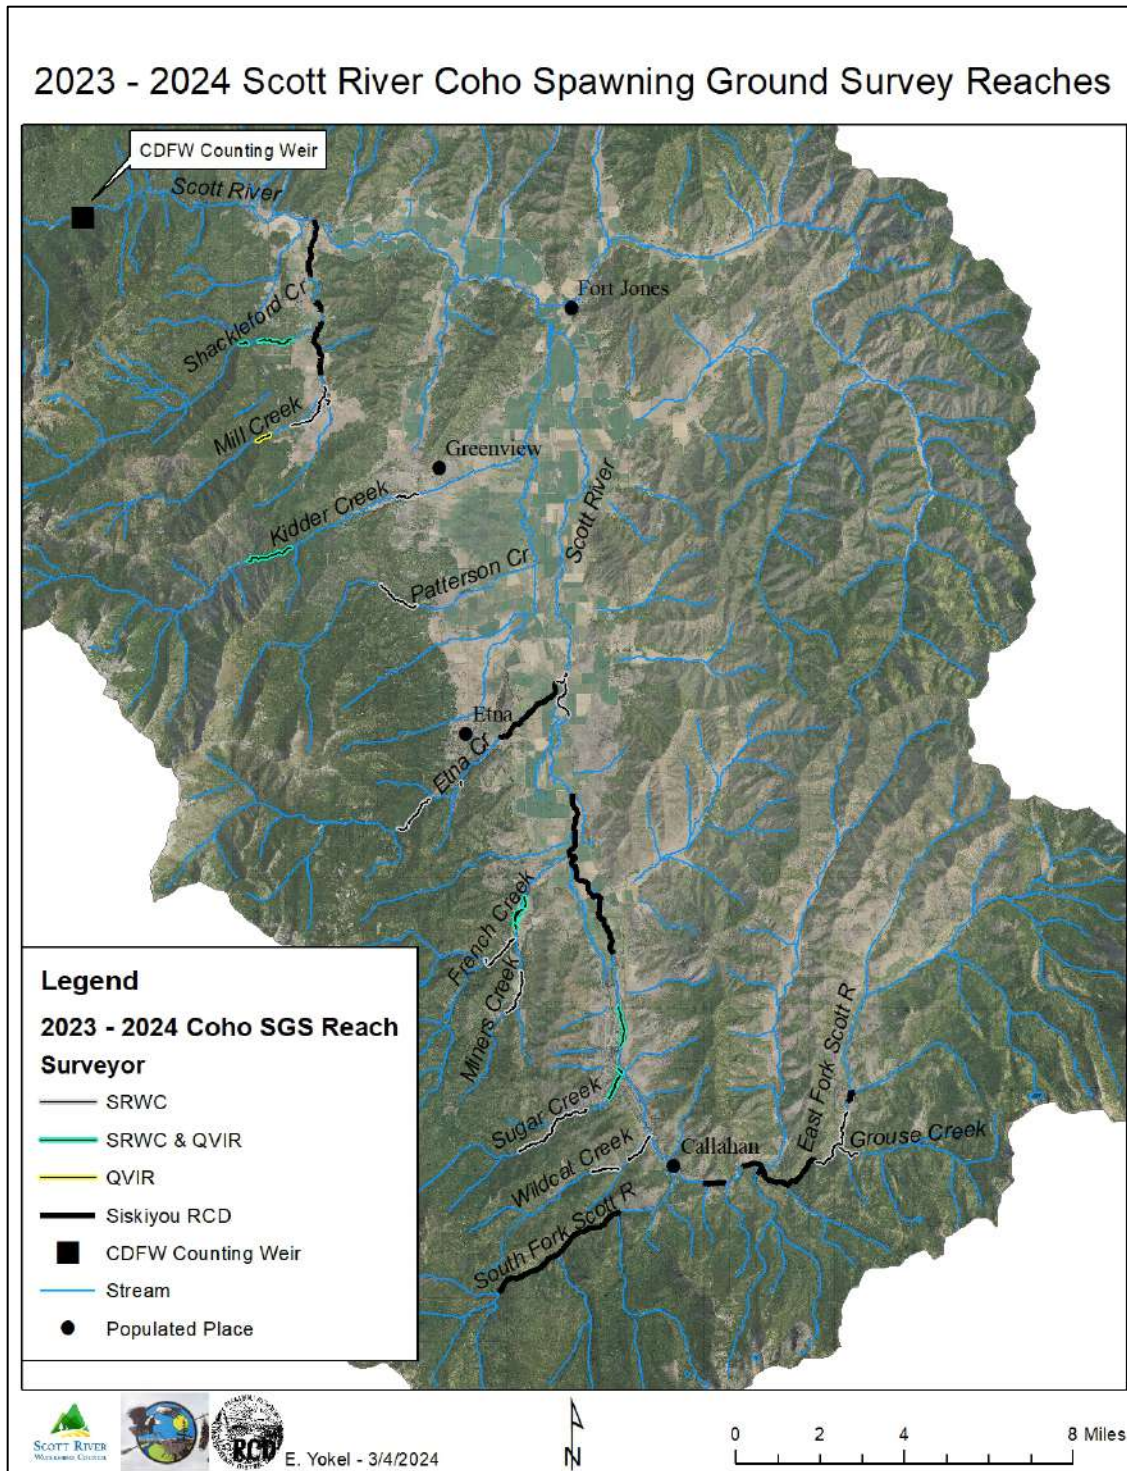 2023 - 2024 Scott River Coho Spawning Ground Survey Reaches
CDFW Counting Weir
Scott River
Fort Jones
Shackleford Cr
Mill Creek
Greenview
Kidder Creek
Scott River
Patterson Cr
Etna
Etna Cr
French Creek
Miners Creek
East Fork Scott R
Sugar Creek
Grouse Creek
Callahan
Wildcat Creek
South Fork Scott R
Legend
2023 - 2024 Coho SGS Reach
Surveyor
SRWC
SRWC & QVIR
QVIR
Siskiyou RCD
CDFW Counting Weir
Stream
Populated Place
SCOTT RIVER
WATERSHED COUNCIL
RCD
E. Yokel - 3/4/2024
N
0 2 4 8 Miles